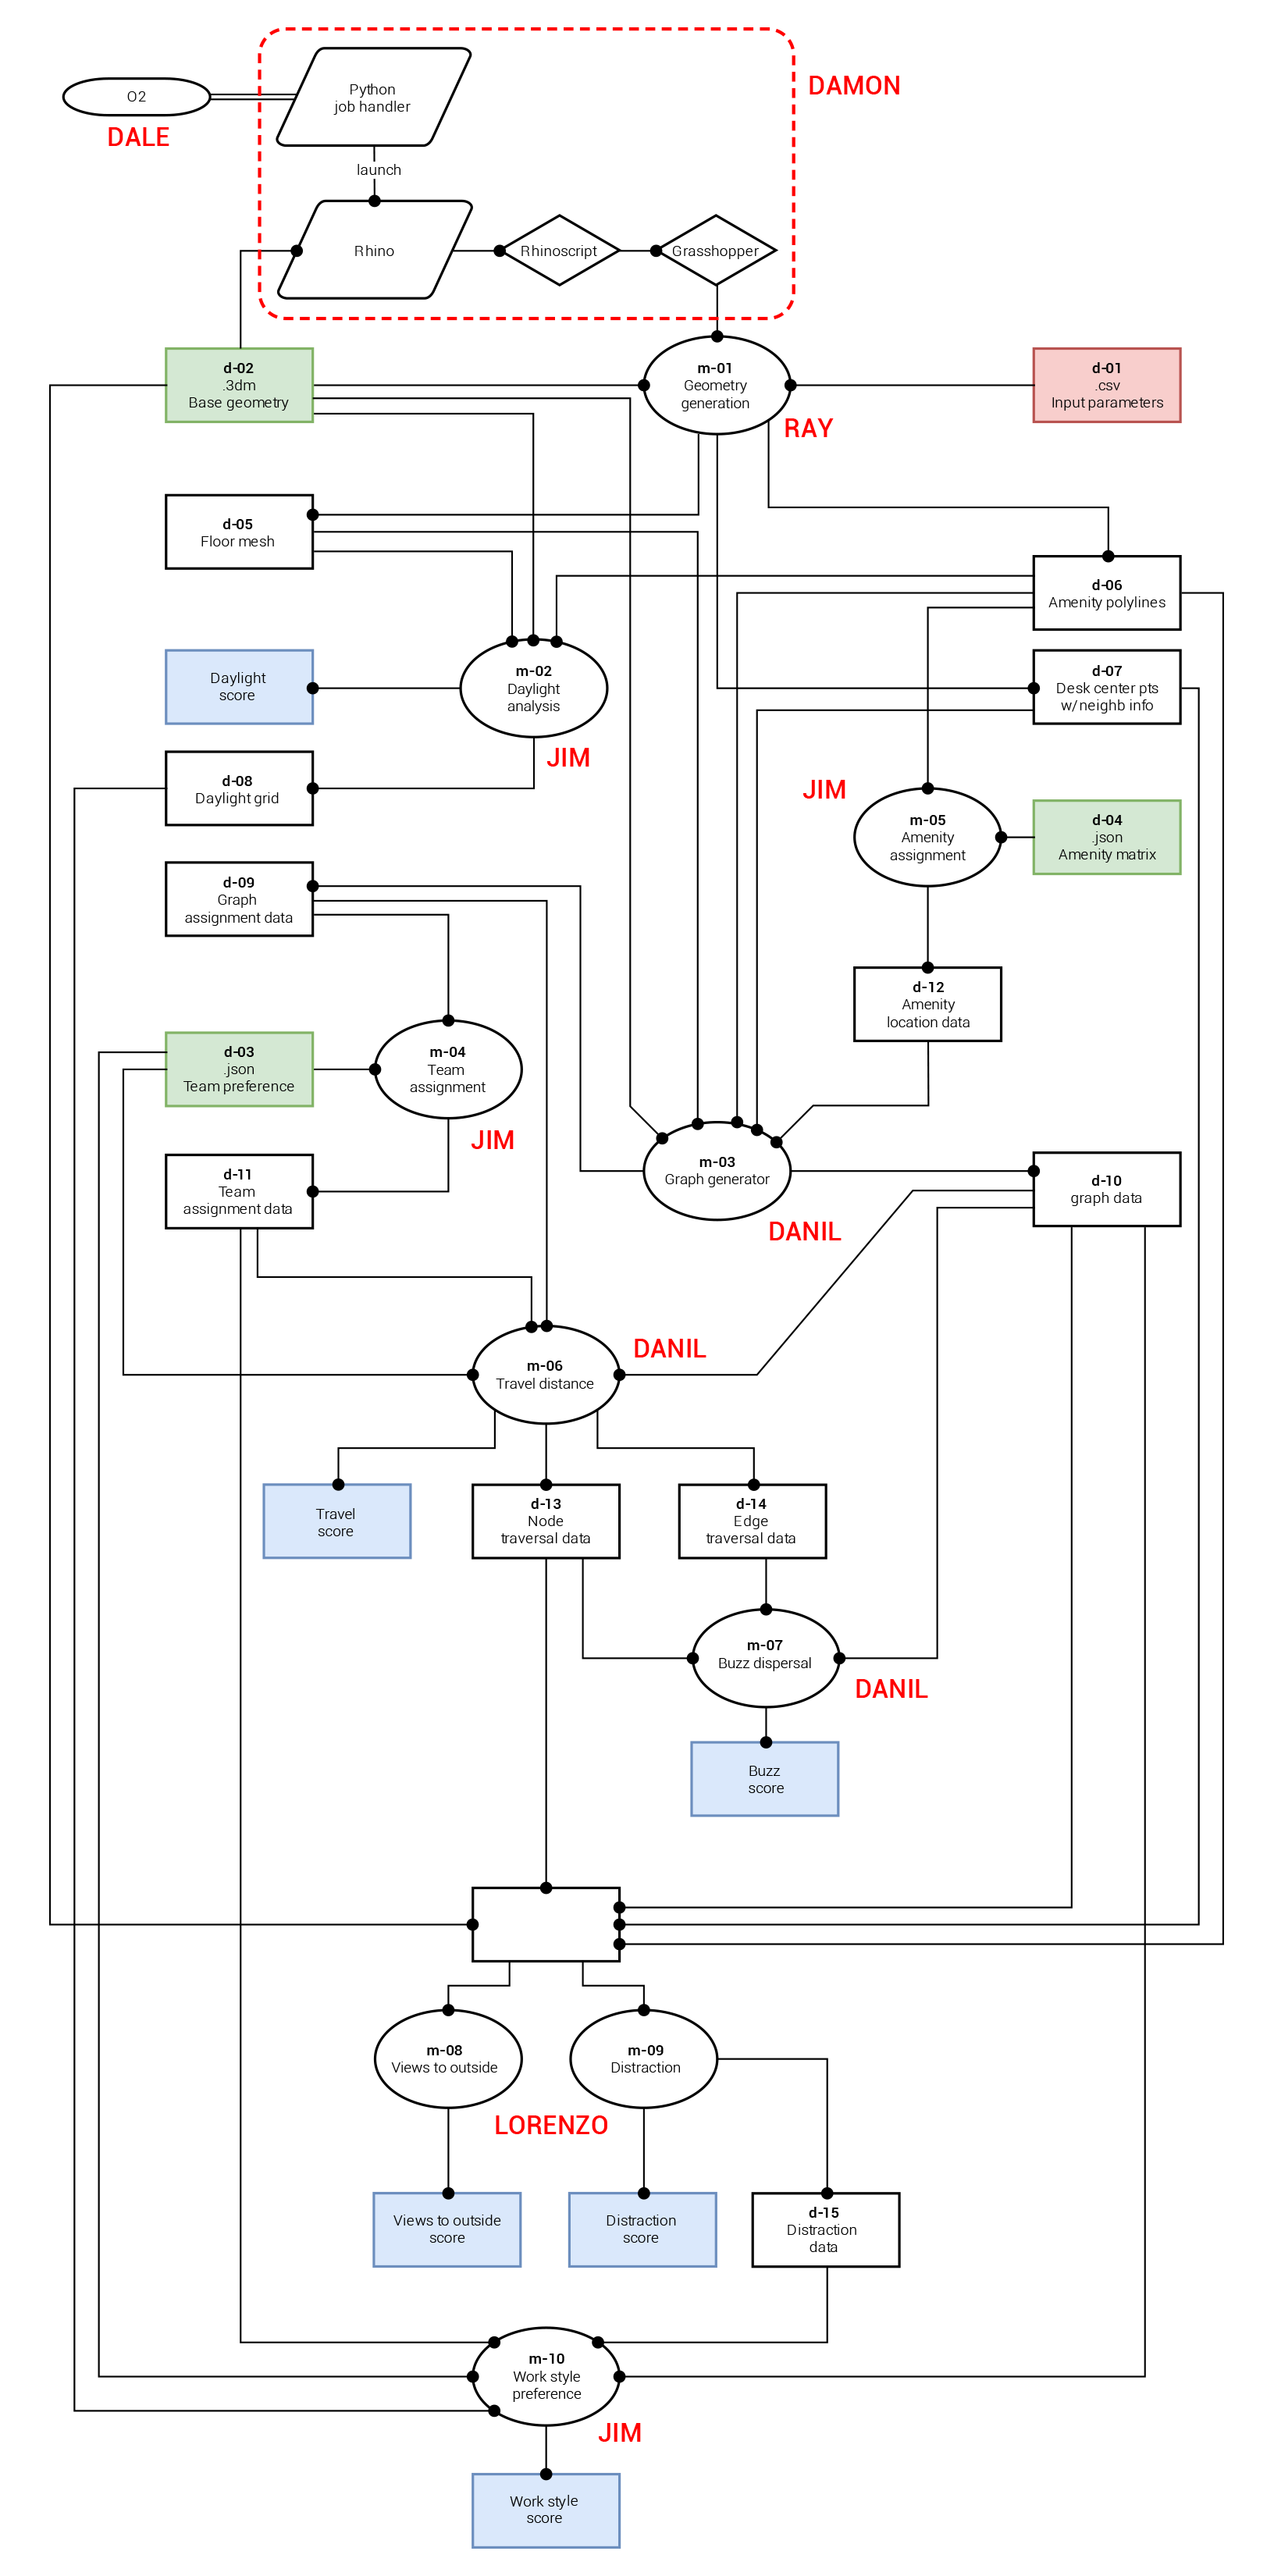 Python
job handler
DAMON
O2
DALE
launch
Rhino
Rhinoscript
Grasshopper
d-02
.3dm
Base geometry
m-01
Geometry
generation
d-01
.csv
Input parameters
RAY
d-05
Floor mesh
d-06
Amenity polylines
Daylight
score
m-02
Daylight
analysis
d-07
Desk center pts
w/neighb info
JIM
d-08
Daylight grid
JIM
m-05
Amenity
assignment
d-04
.json
Amenity matrix
d-09
Graph
assignment data
d-12
Amenity
location data
d-03
.json
Team preference
m-04
Team
assignment
JIM
d-11
Team
assignment data
m-03
Graph generator
d-10
graph data
DANIL
DANIL
m-06
Travel distance
Travel
score
d-13
Node
traversal data
d-14
Edge
traversal data
m-07
Buzz dispersal
DANIL
Buzz
score
m-08
Views to outside
m-09
Distraction
LORENZO
Views to outside
score
Distraction
score
d-15
Distraction
data
m-10
Work style
preference
JIM
Work style
score